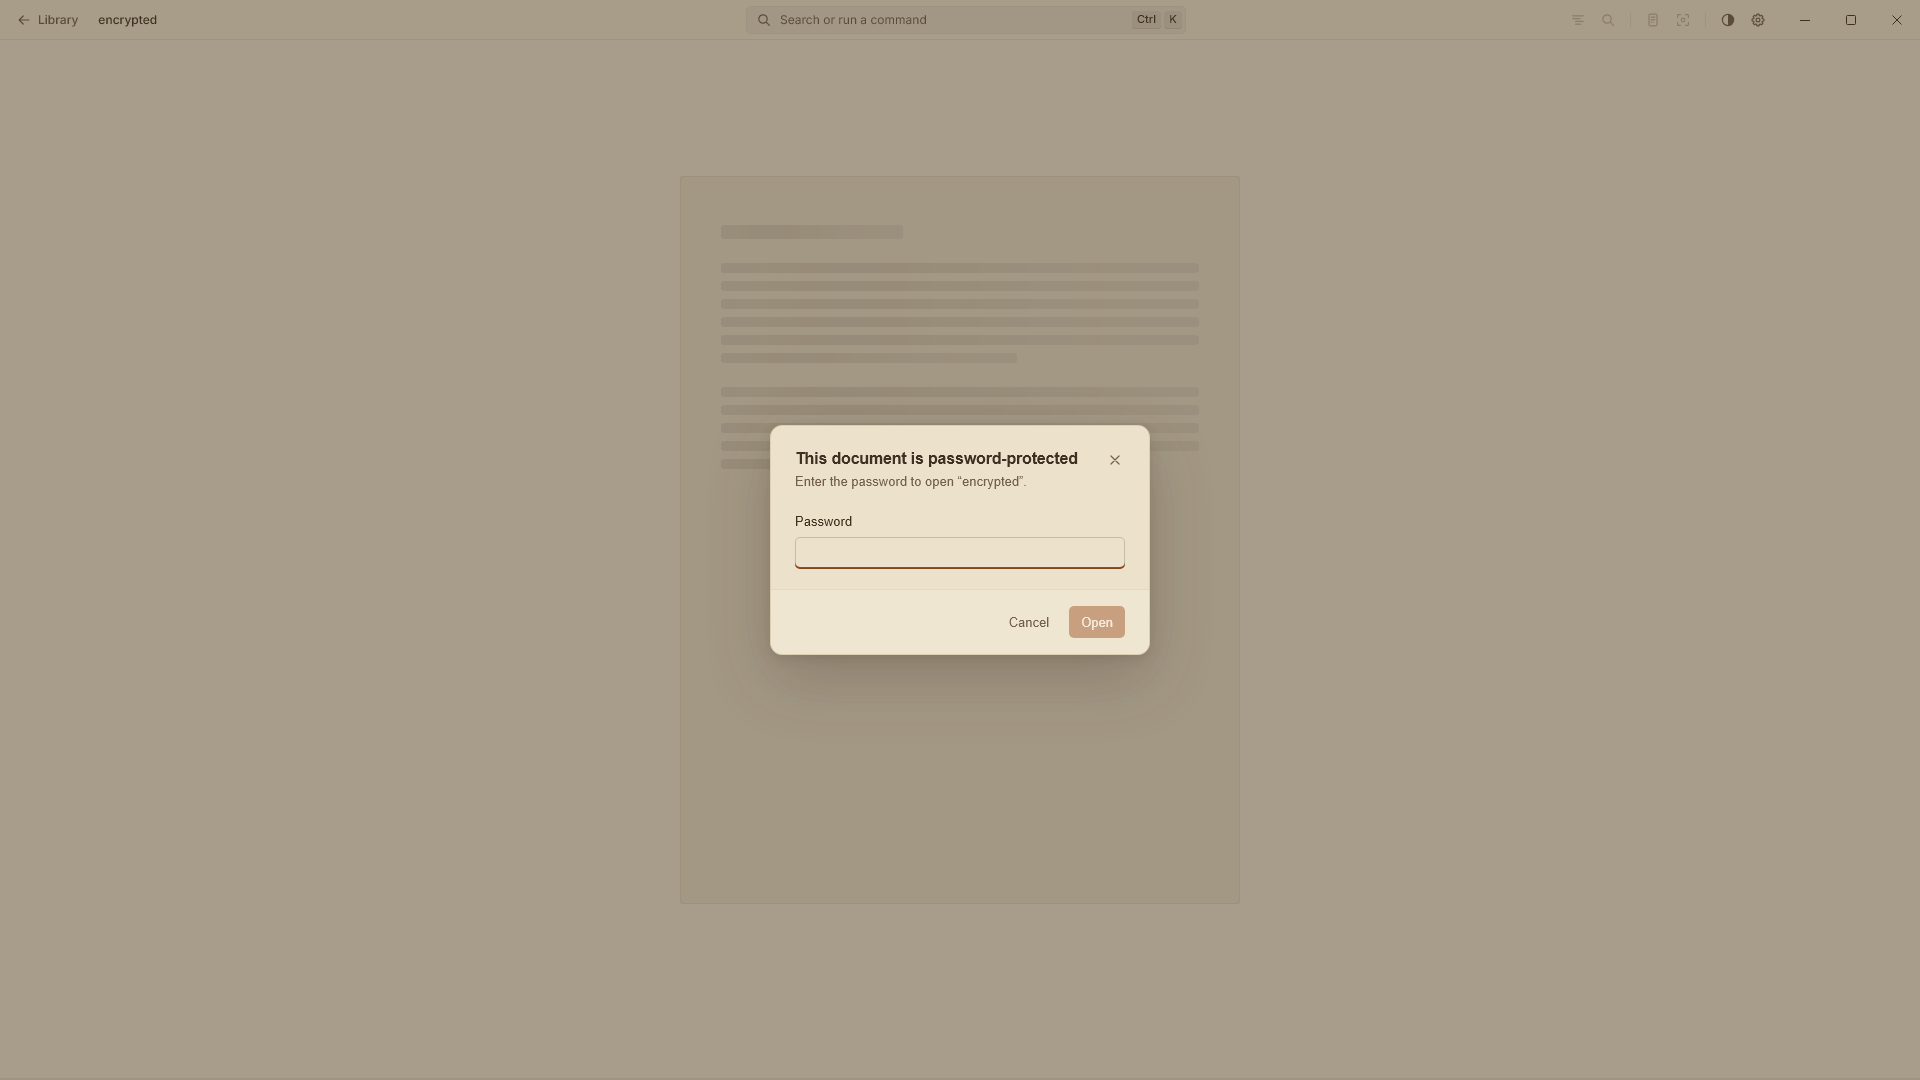 Library
encrypted
Search or run a command
Ctrl
K
This document is password-protected
Enter the password to open “encrypted”.
Password
Cancel
Open